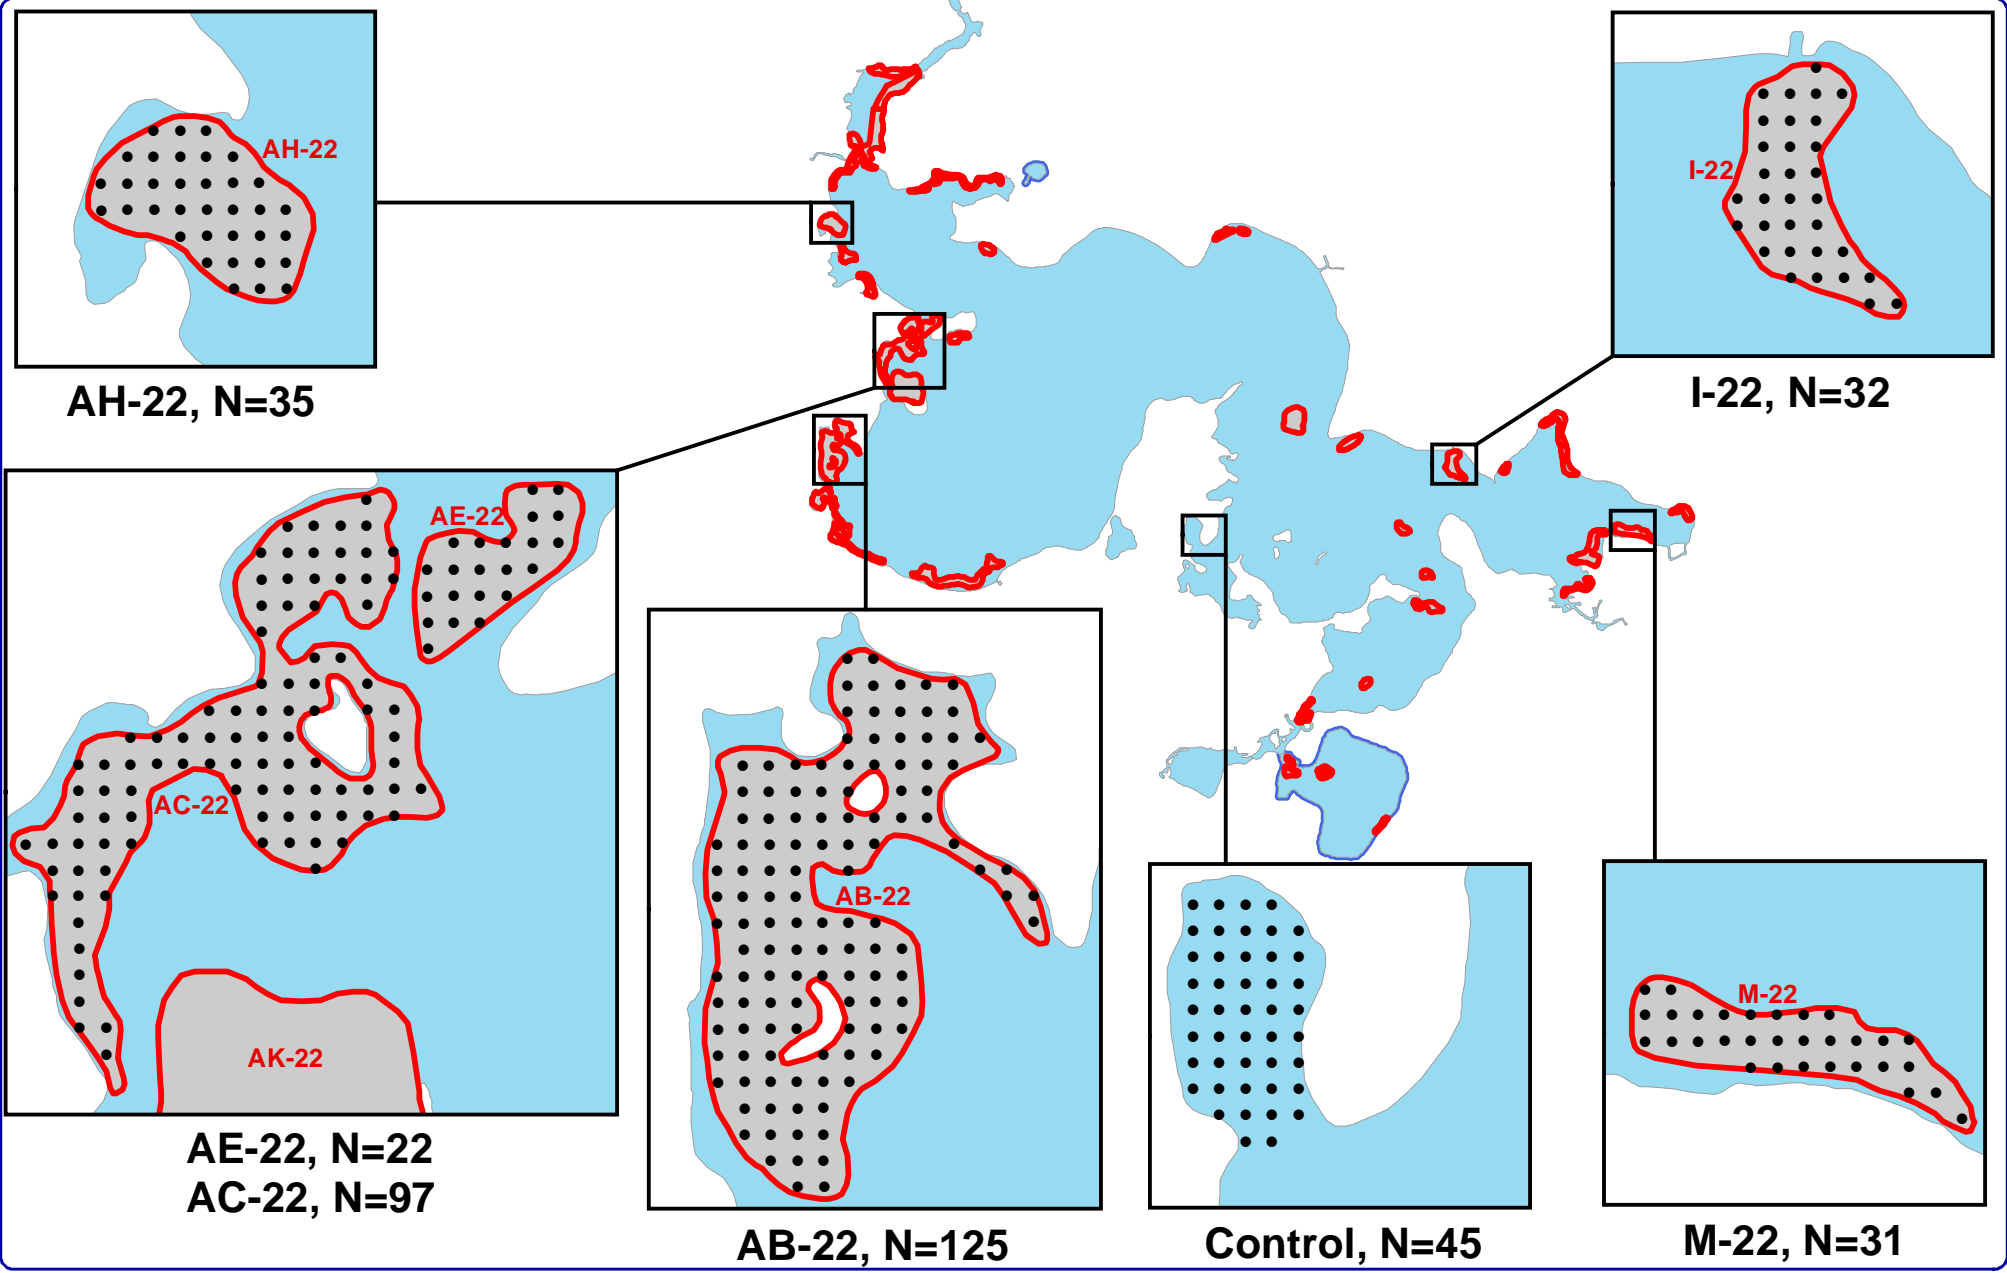 AH-22
AH-22, N=35
I-22
I-22, N=32
AE-22
AC-22
AK-22
AE-22, N=22
AC-22, N=97
AB-22
AB-22, N=125
Control, N=45
M-22
M-22, N=31